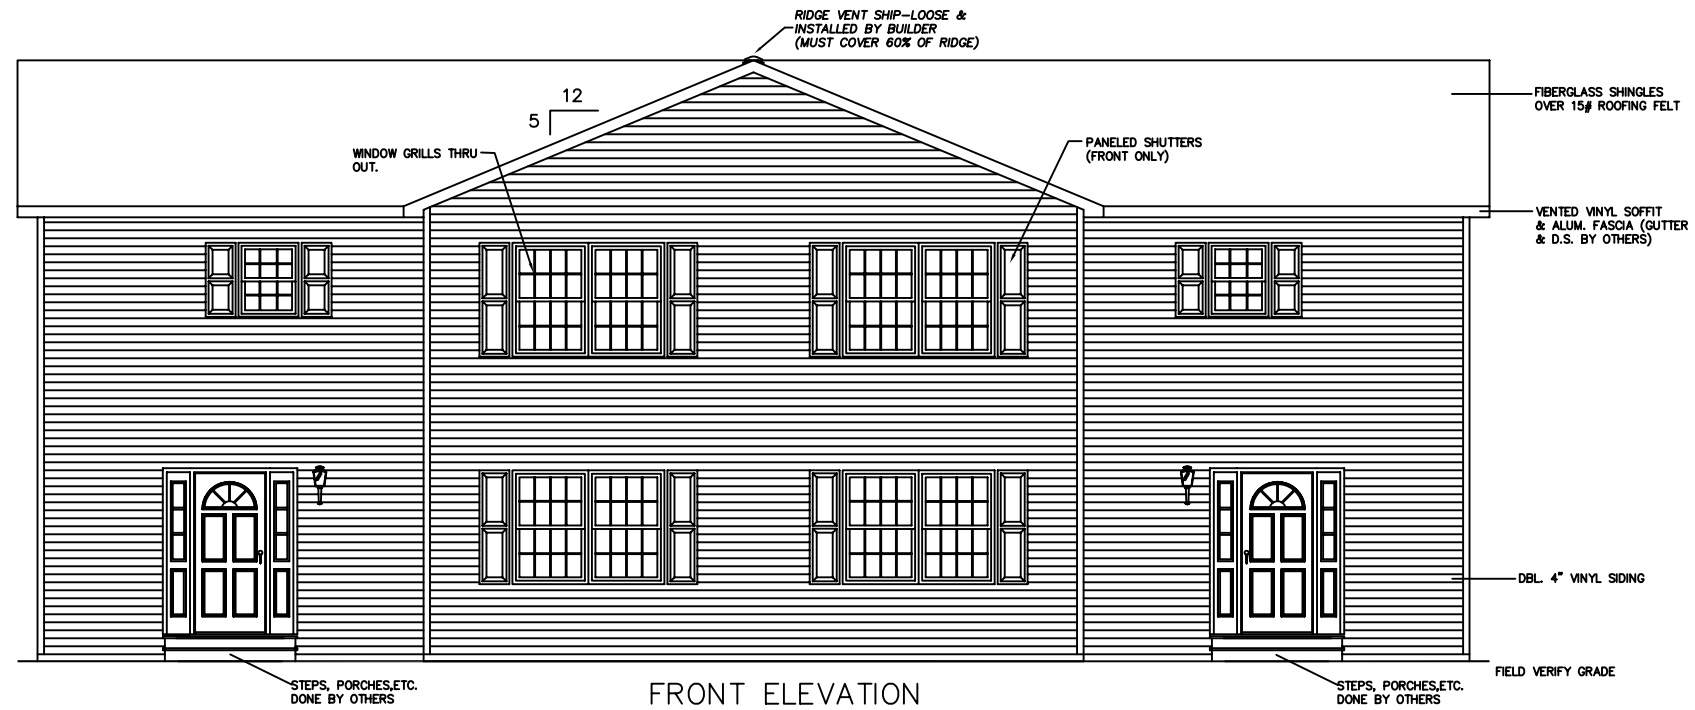 RIDGE VENT SHIP-LOOSE &
INSTALLED BY BUILDER
(MUST COVER 60% OF RIDGE)
12
5
FIBERGLASS SHINGLES
OVER 15# ROOFING FELT
WINDOW GRILLS THRU
OUT.
PANELED SHUTTERS
(FRONT ONLY)
VENTED VINYL SOFFIT
& ALUM. FASCIA (GUTTER
& D.S. BY OTHERS)
DBL. 4" VINYL SIDING
FIELD VERIFY GRADE
STEPS, PORCHES,ETC.
DONE BY OTHERS
FRONT ELEVATION
STEPS, PORCHES,ETC.
DONE BY OTHERS